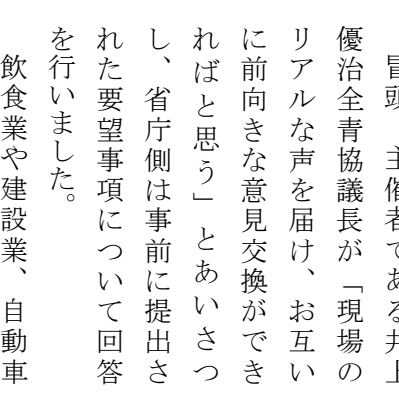 冒頭、主催者である井上
優治全青協議長が「現場の
リアルな声を届け、お互い
に前向きな意見交換ができ
ればと思う」とあいさつ
し、省庁側は事前に提出さ
れた要望事項について回答
を行いました。
飲食業や建設業、自動車